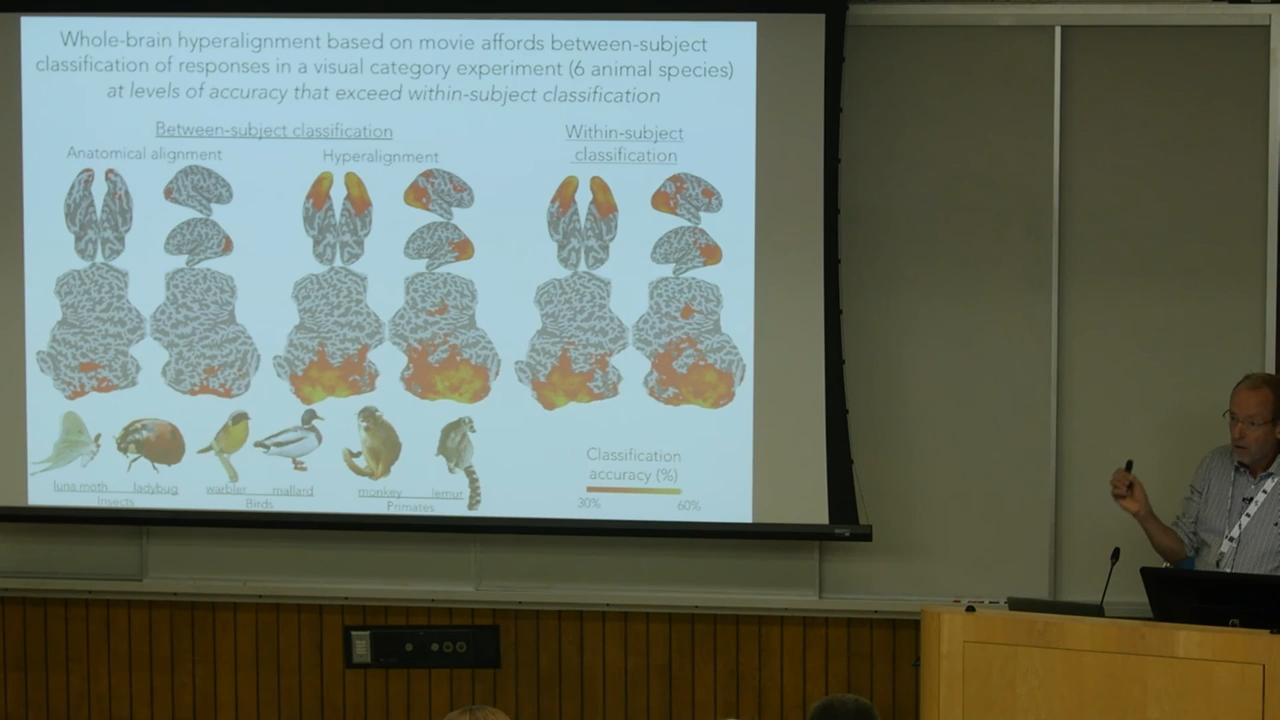 Whole-brain hyperalignment based on movie affords between-subject
classification of responses in a visual category experiment (6 animal species)
at levels of accuracy that exceed within-subject classification
Between-subject classification
Within-subject
classification
Anatomical alignment
Hyperalignment
luna moth
ladybug
warbler
mallard
monkey
lemur
Insects
Birds
Primates
Classification
accuracy (%)
30%
60%